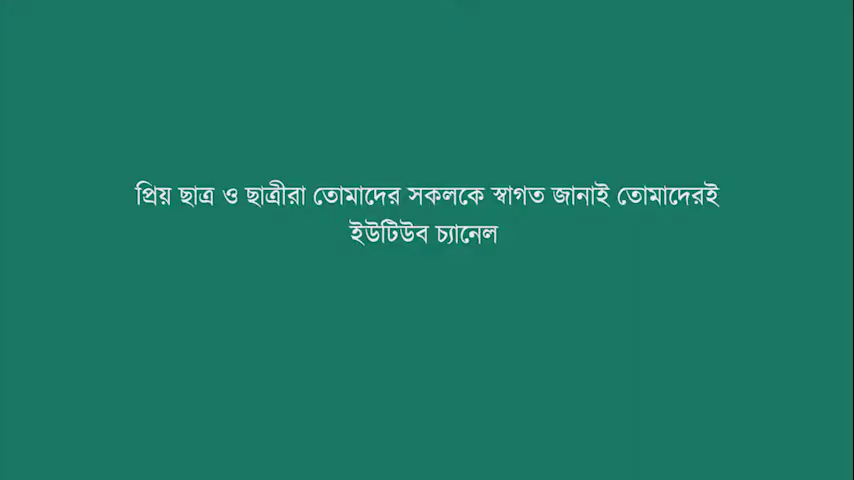 প্রিয় ছাত্র ও ছাত্রীরা তোমাদের সকলকে স্বাগত জানাই তোমাদেরই
ইউটিউব চ্যানেল